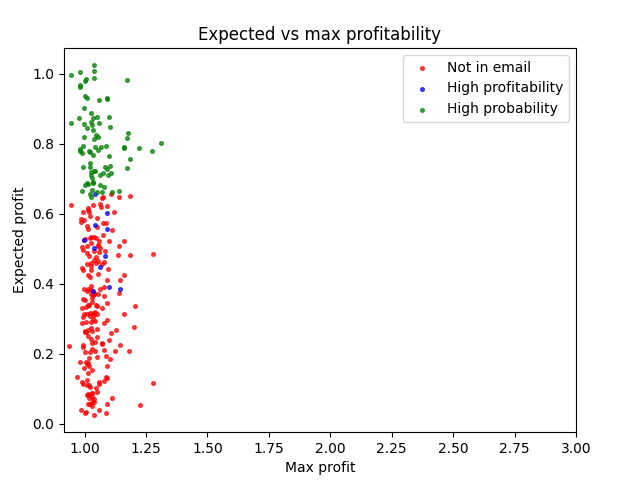 Expected vs max profitability
Not in email
High profitability
High probability
1.0
0.8
0.6
0.4
0.2
0.0
Expected profit
1.00 1.25 1.50 1.75 2.00 2.25 2.50 2.75 3.00
Max profit